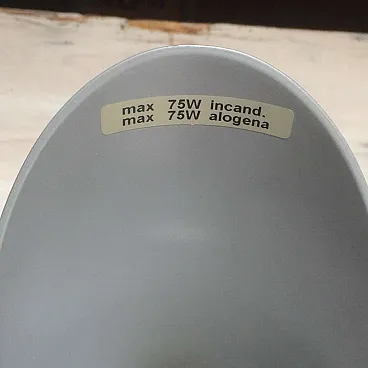 max 75W incand.
max 75W alogena